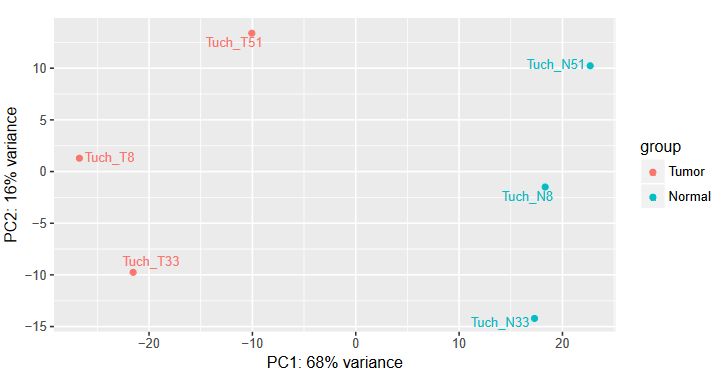 Tuch_T51
Tuch_N51
Tuch_T8
Tuch_N8
Tuch_T33
Tuch_N33
10
5
0
−5
−10
−15
PC2: 16% variance
−20
−10
0
10
20
PC1: 68% variance
group
Tumor
Normal